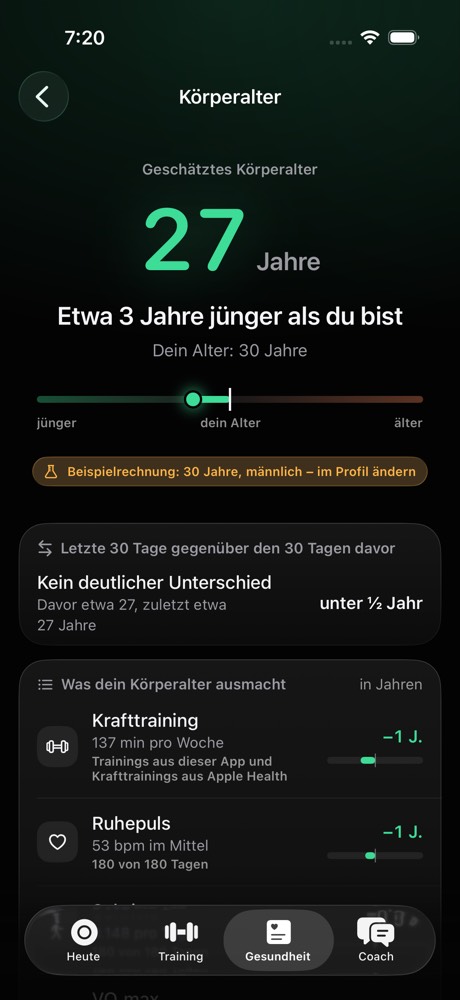 7:20
Körperalter
Geschätztes Körperalter
27 Jahre
Etwa 3 Jahre jünger als du bist
Dein Alter: 30 Jahre
jünger dein Alter älter
Beispielrechnung: 30 Jahre, männlich – im Profil ändern
Letzte 30 Tage gegenüber den 30 Tagen davor
Kein deutlicher Unterschied
Davor etwa 27, zuletzt etwa
27 Jahre
unter ½ Jahr
Was dein Körperalter ausmacht in Jahren
Krafttraining
137 min pro Woche
Trainings aus dieser App und
Krafttrainings aus Apple Health
−1 J.
Ruhepuls
53 bpm im Mittel
180 von 180 Tagen
−1 J.
Heute Training Gesundheit Coach
VO₂max